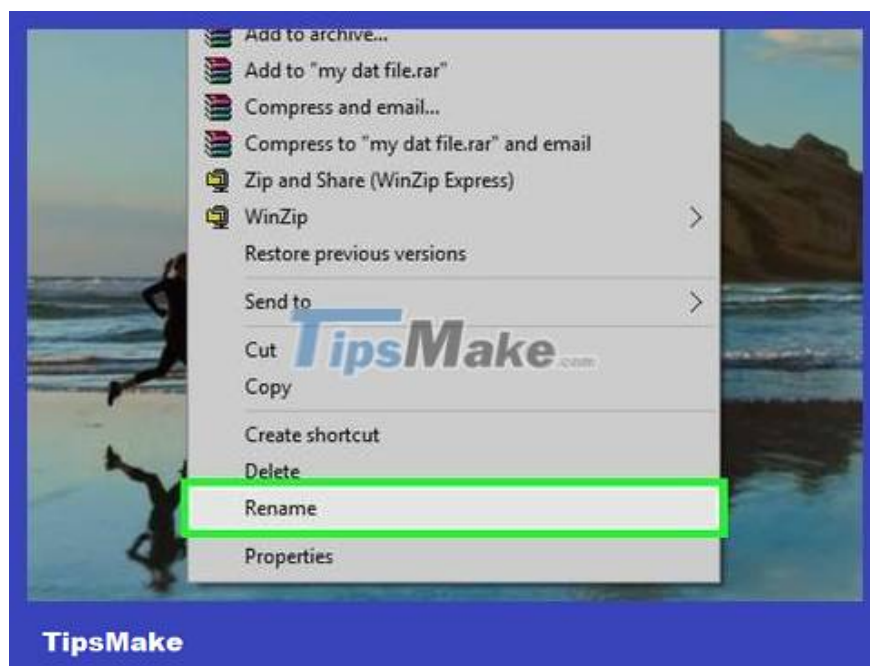 Add to archive...
Add to "my dat file.rar"
Compress and email...
Compress to "my dat file.rar" and email
Zip and Share (WinZip Express)
WinZip
Restore previous versions
Send to
TipsMake.com
Cut
Copy
Create shortcut
Delete
Rename
Properties
TipsMake